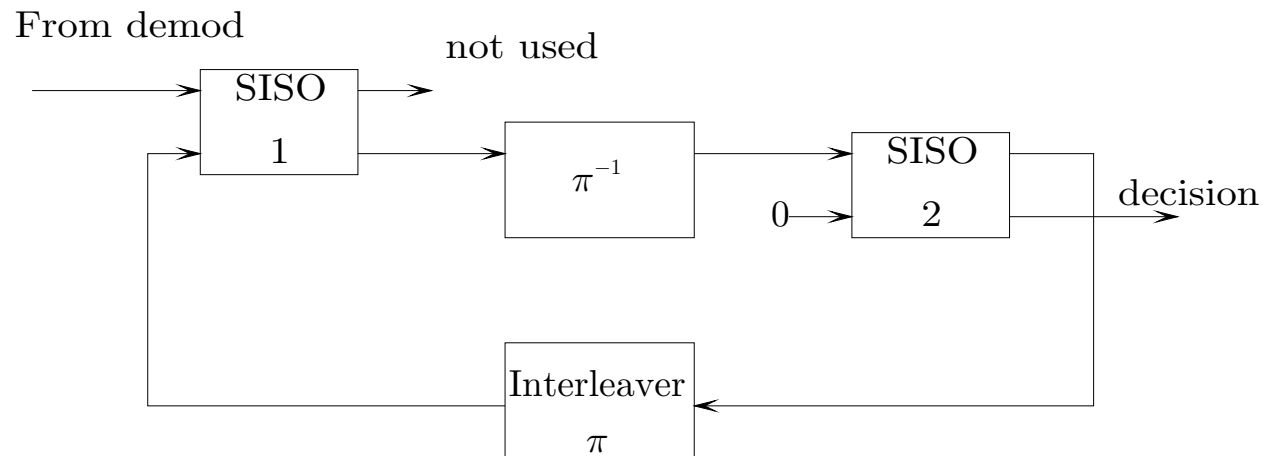 From demod
not used
SISO
1
π⁻¹
SISO
2
0
decision
Interleaver
π